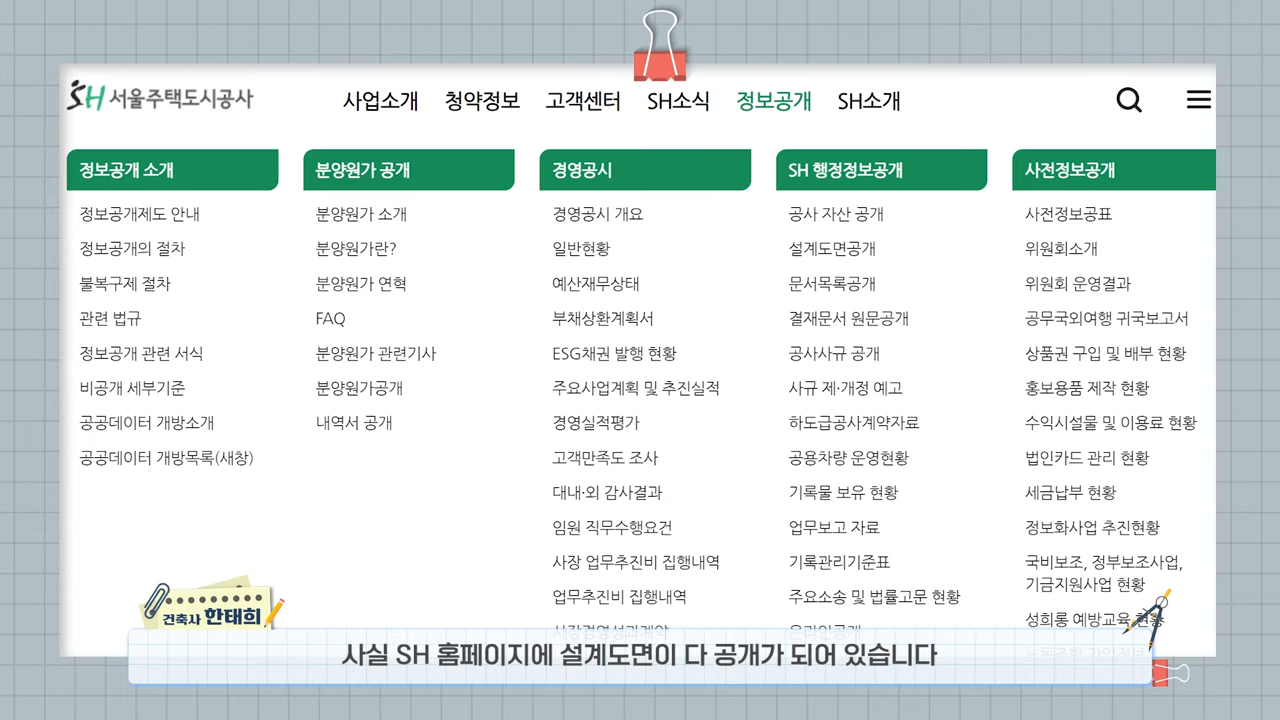 SH 서울주택도시공사
사업소개 청약정보 고객센터 SH소식 정보공개 SH소개
정보공개 소개
정보공개제도 안내
정보공개의 절차
불복구제 절차
관련 법규
정보공개 관련 서식
비공개 세부기준
공공데이터 개방소개
공공데이터 개방목록(새창)
분양원가 공개
분양원가 소개
분양원가란?
분양원가 연혁
FAQ
분양원가 관련기사
분양원가공개
내역서 공개
경영공시
경영공시 개요
일반현황
예산재무상태
부채상환계획서
ESG채권 발행 현황
주요사업계획 및 추진실적
경영실적평가
고객만족도 조사
대내·외 감사결과
임원 직무수행요건
사장 업무추진비 집행내역
업무추진비 집행내역
사장경영성과계약
SH 행정정보공개
공사 자산 공개
설계도면공개
문서목록공개
결재문서 원문공개
공사사규 공개
사규 제·개정 예고
하도급공사계약자료
공용차량 운영현황
기록물 보유 현황
업무보고 자료
기록관리기준표
주요소송 및 법률고문 현황
온라인공개
사전정보공개
사전정보공표
위원회소개
위원회 운영결과
공무국외여행 귀국보고서
상품권 구입 및 배부 현황
홍보용품 제작 현황
수익시설물 및 이용료 현황
법인카드 관리 현황
세금납부 현황
정보화사업 추진현황
국비보조, 정부보조사업,
기금지원사업 현황
성희롱 예방교육 현황
건축사 한태희
사실 SH 홈페이지에 설계도면이 다 공개가 되어 있습니다